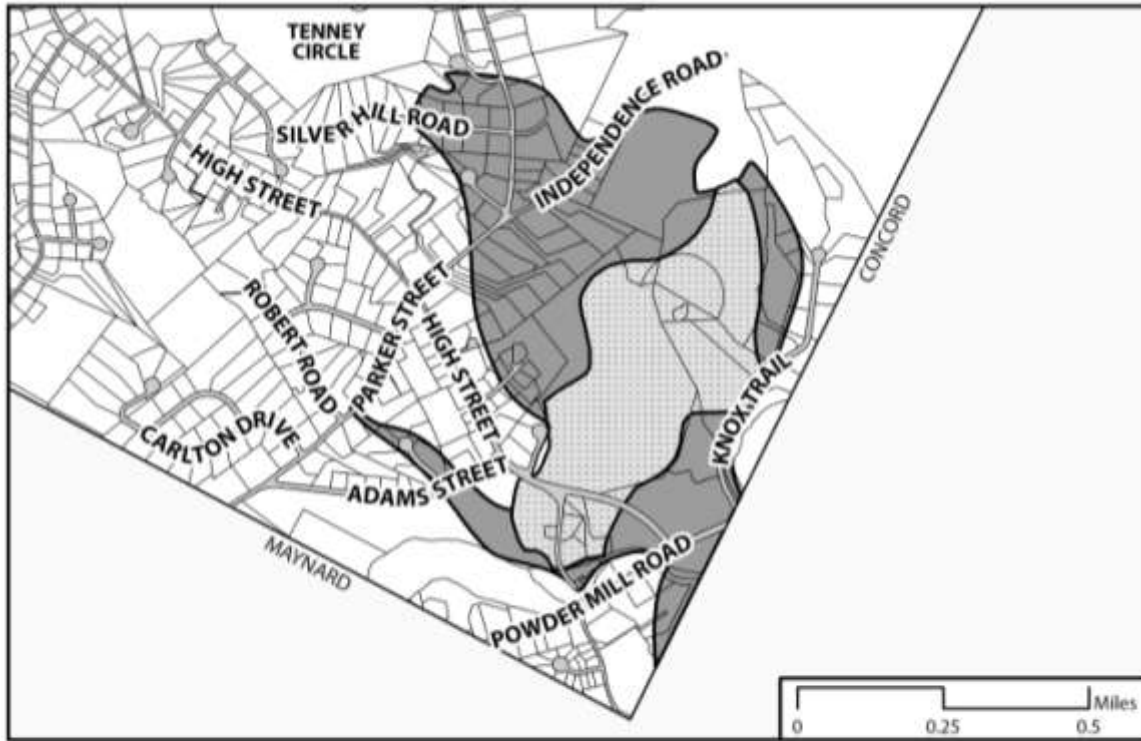 TENNEY
CIRCLE
INDEPENDENCE ROAD
SILVER HILL ROAD
HIGH STREET
CONCORD
ROBERT ROAD
PARKER STREET
HIGH STREET
KNOX TRAIL
CARLTON DRIVE
ADAMS STREET
MAYNARD
POWDER MILL ROAD
Miles
0 0.25 0.5